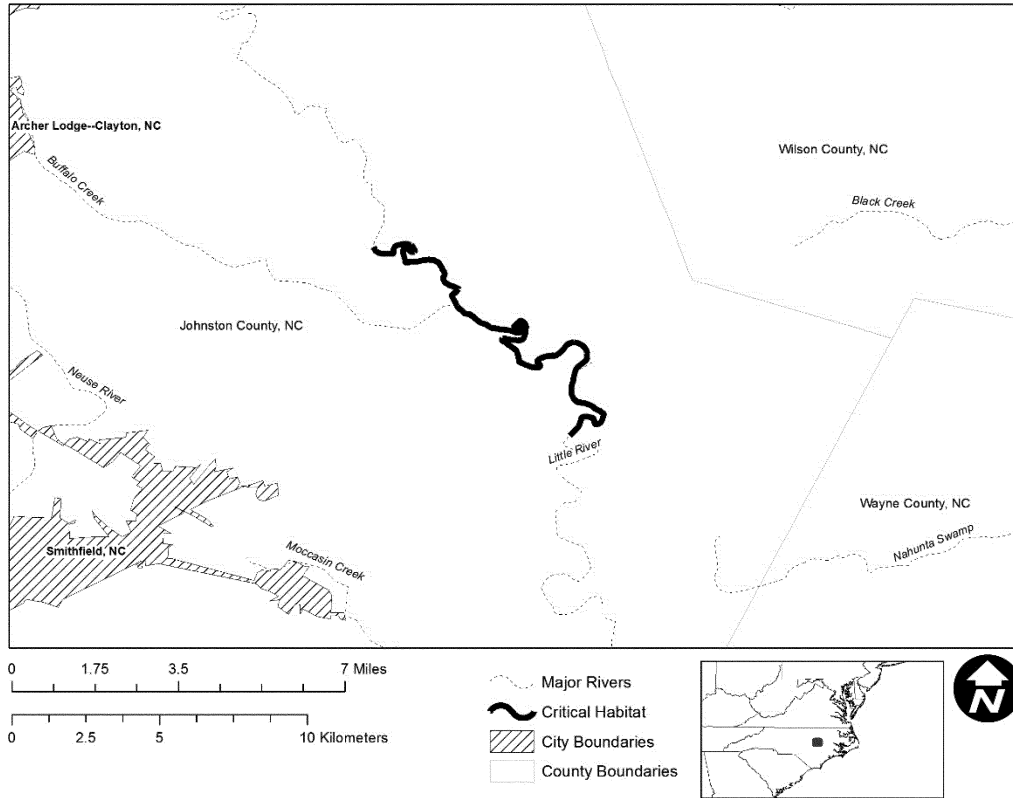 Archer Lodge--Clayton, NC
Buffalo Creek
Wilson County, NC
Black Creek
Johnston County, NC
Neuse River
Little River
Wayne County, NC
Nahunta Swamp
Smithfield, NC
Moccasin Creek
0 1.75 3.5 7 Miles
0 2.5 5 10 Kilometers
Major Rivers
Critical Habitat
City Boundaries
County Boundaries
N